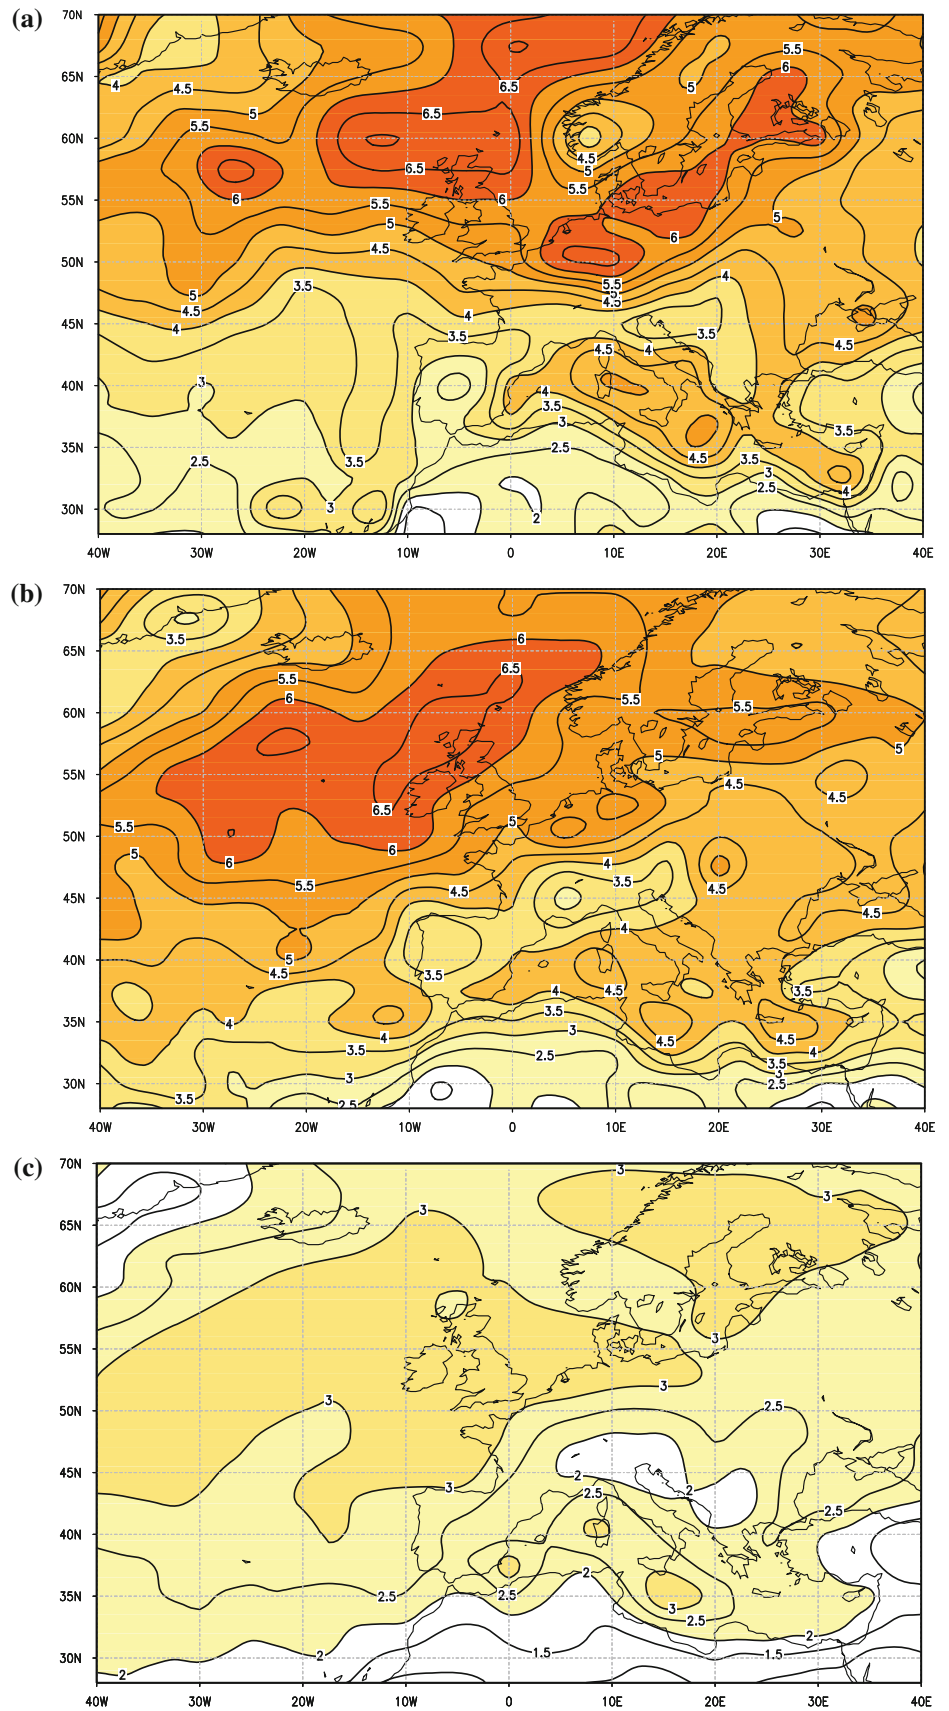 (a)
70N
65N
60N
55N
50N
45N
40N
35N
30N
40W 30W 20W 10W 0 10E 20E 30E 40E
4 4.5 5 5.5 6 6.5 6.5 6.5 6 5.5 5 4.5
4.5 5 5.5 6 5 5.5 6 5 6
5 4.5 4 3.5 4 3.5 5.5 5 4.5 4 3.5
3 2.5 3 3.5 4.5 4 4 3.5 3 2.5 2
4.5 3.5 3 2.5 4 3.5 4.5
(b)
70N
65N
60N
55N
50N
45N
40N
35N
30N
40W 30W 20W 10W 0 10E 20E 30E 40E
3.5 5.5 6 6 6.5 5.5 5.5 5
6.5 5 4.5 4.5 5 5.5 5 6 6 5.5
4.5 4 3.5 4 4.5 4.5
5 4.5 3.5 4 3.5 3 2.5 4.5 3.5
4 4 3.5 3 2.5 3.5 4.5 4.5 4 3.5 3 2.5
(c)
70N
65N
60N
55N
50N
45N
40N
35N
30N
40W 30W 20W 10W 0 10E 20E 30E 40E
3 3 3
3 3
3 2.5
3 2 2 2.5 2.5
2.5 2.5 2 3 2.5
2 2 1.5 1.5 2